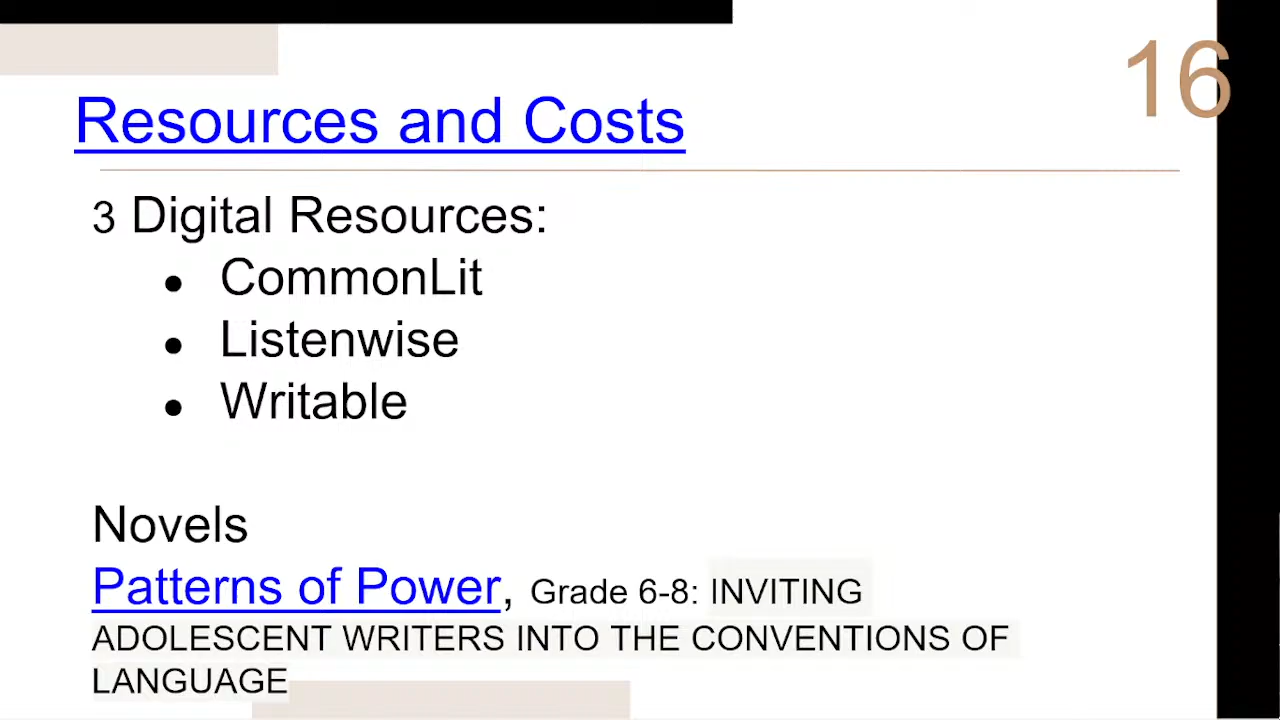 16
Resources and Costs
3 Digital Resources:
● CommonLit
● Listenwise
● Writable
Novels
Patterns of Power, Grade 6-8: INVITING
ADOLESCENT WRITERS INTO THE CONVENTIONS OF
LANGUAGE